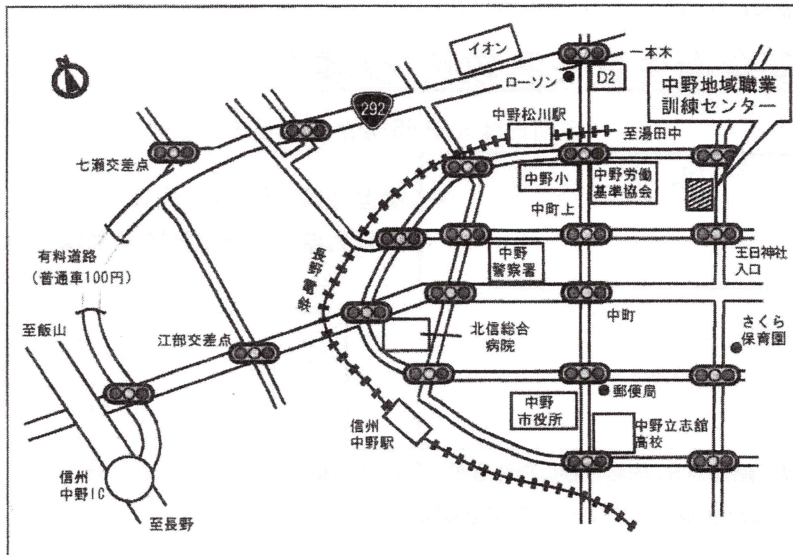 イオン
一本木
ローソン
D2
292
中野地域職業
訓練センター
中野松川駅
至湯田中
七瀬交差点
中野小
中野労働
基準協会
中町上
有料道路
(普通車100円)
長野電鉄
中野
警察署
王日神社
入口
至飯山
江部交差点
北信総合
病院
中町
さくら
保育園
郵便局
中野
市役所
信州
中野駅
中野立志館
高校
信州
中野IC
至長野